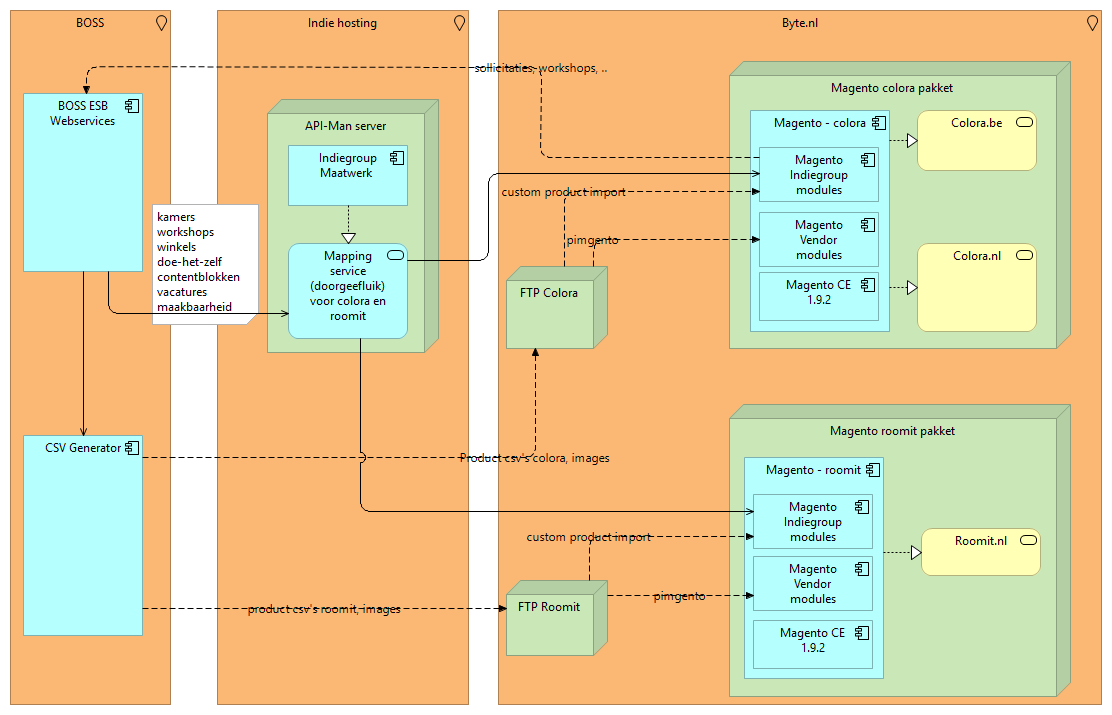 BOSS
Indie hosting
Byte.nl
sollicitaties, workshops, ..
BOSS ESB
Webservices
kamers
workshops
winkels
doe-het-zelf
contentblokken
vacatures
maakbaarheid
CSV Generator
API-Man server
Indiegroup
Maatwerk
Mapping
service
(doorgeefluik)
voor colora en
roomit
Magento colora pakket
Magento - colora
Magento
Indiegroup
modules
Magento
Vendor
modules
Magento CE
1.9.2
Colora.be
Colora.nl
custom product import
pimgento
FTP Colora
Product csv's colora, images
Magento roomit pakket
Magento - roomit
Magento
Indiegroup
modules
Magento
Vendor
modules
Magento CE
1.9.2
Roomit.nl
custom product import
pimgento
FTP Roomit
product csv's roomit, images